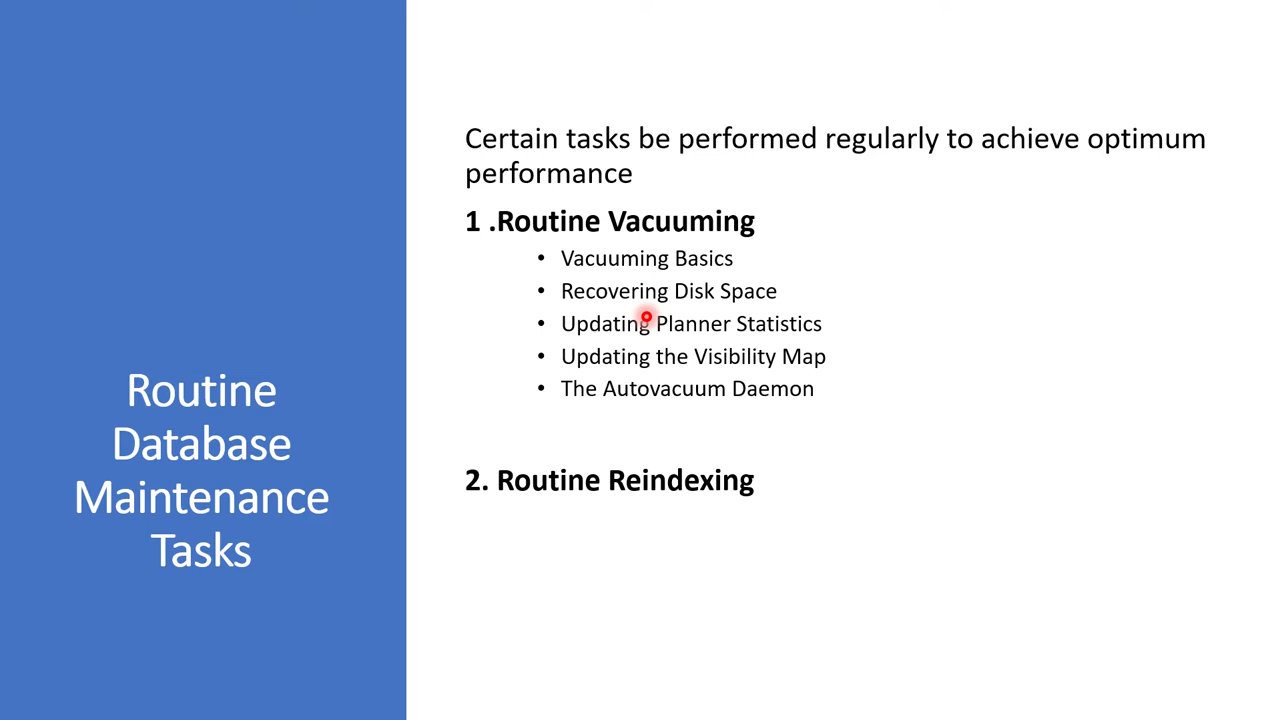 Routine
Database
Maintenance
Tasks
Certain tasks be performed regularly to achieve optimum
performance
1 .Routine Vacuuming
• Vacuuming Basics
• Recovering Disk Space
• Updating Planner Statistics
• Updating the Visibility Map
• The Autovacuum Daemon
2. Routine Reindexing